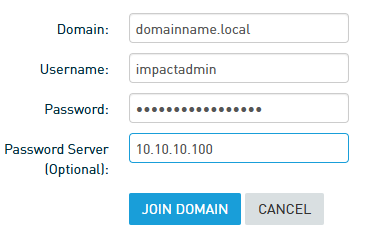 Domain: domainname.local
Username: impactadmin
Password: •••••••••••••••••
Password Server 10.10.10.100
(Optional):
JOIN DOMAIN CANCEL